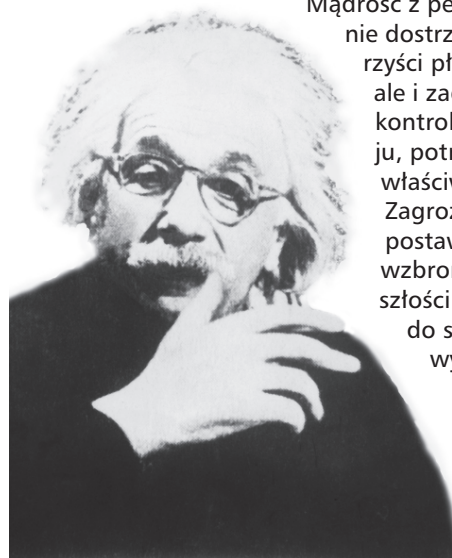 Mądrość z pe
nie dostrz
rzyści pł
ale i za
kontrol
ju, potr
właściw
Zagroż
postaw
wzbron
szłości
do s
wy